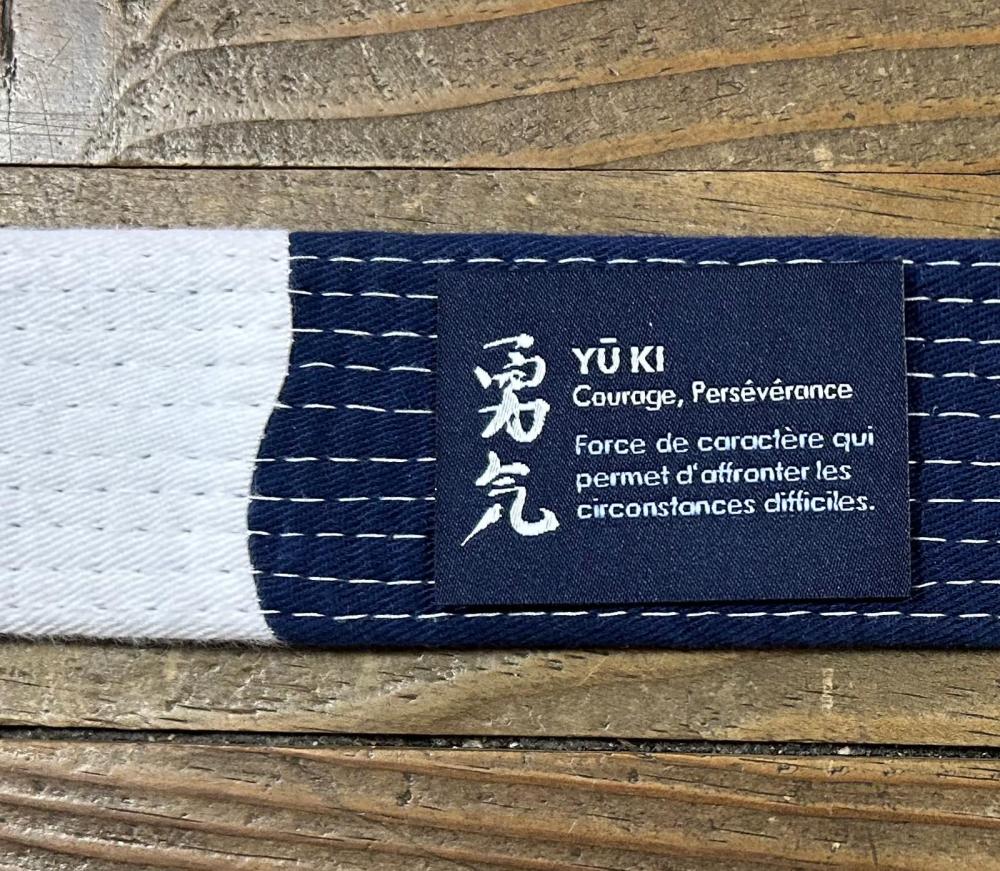 勇気
YŪ KI
Courage, Persévérance
Force de caractère qui
permet d'affronter les
circonstances difficiles.